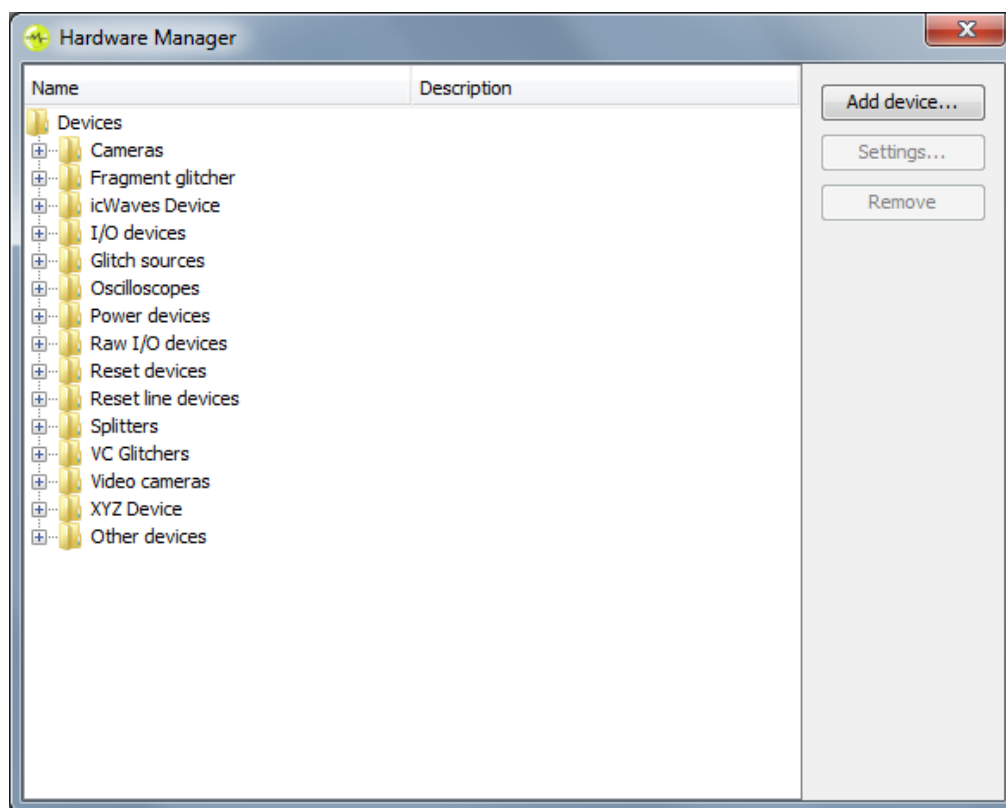 Hardware Manager
Name Description
Add device...
Devices
Cameras
Settings...
Fragment glitcher
icWaves Device
Remove
I/O devices
Glitch sources
Oscilloscopes
Power devices
Raw I/O devices
Reset devices
Reset line devices
Splitters
VC Glitchers
Video cameras
XYZ Device
Other devices